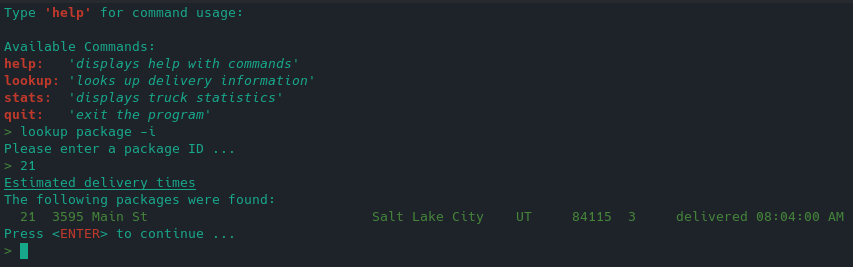 Type 'help' for command usage:
Available Commands:
help: 'displays help with commands'
lookup: 'looks up delivery information'
stats: 'displays truck statistics'
quit: 'exit the program'
> lookup package -i
Please enter a package ID ...
> 21
Estimated delivery times
The following packages were found:
21 3595 Main St Salt Lake City UT 84115 3 delivered 08:04:00 AM
Press <ENTER> to continue ...
>